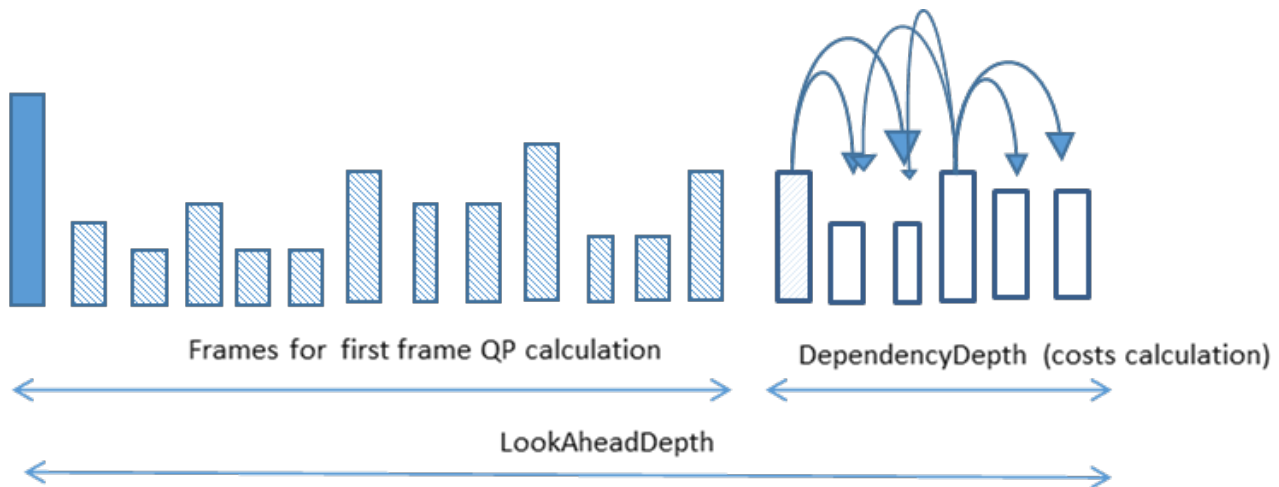 Frames for first frame QP calculation
DependencyDepth (costs calculation)
LookAheadDepth